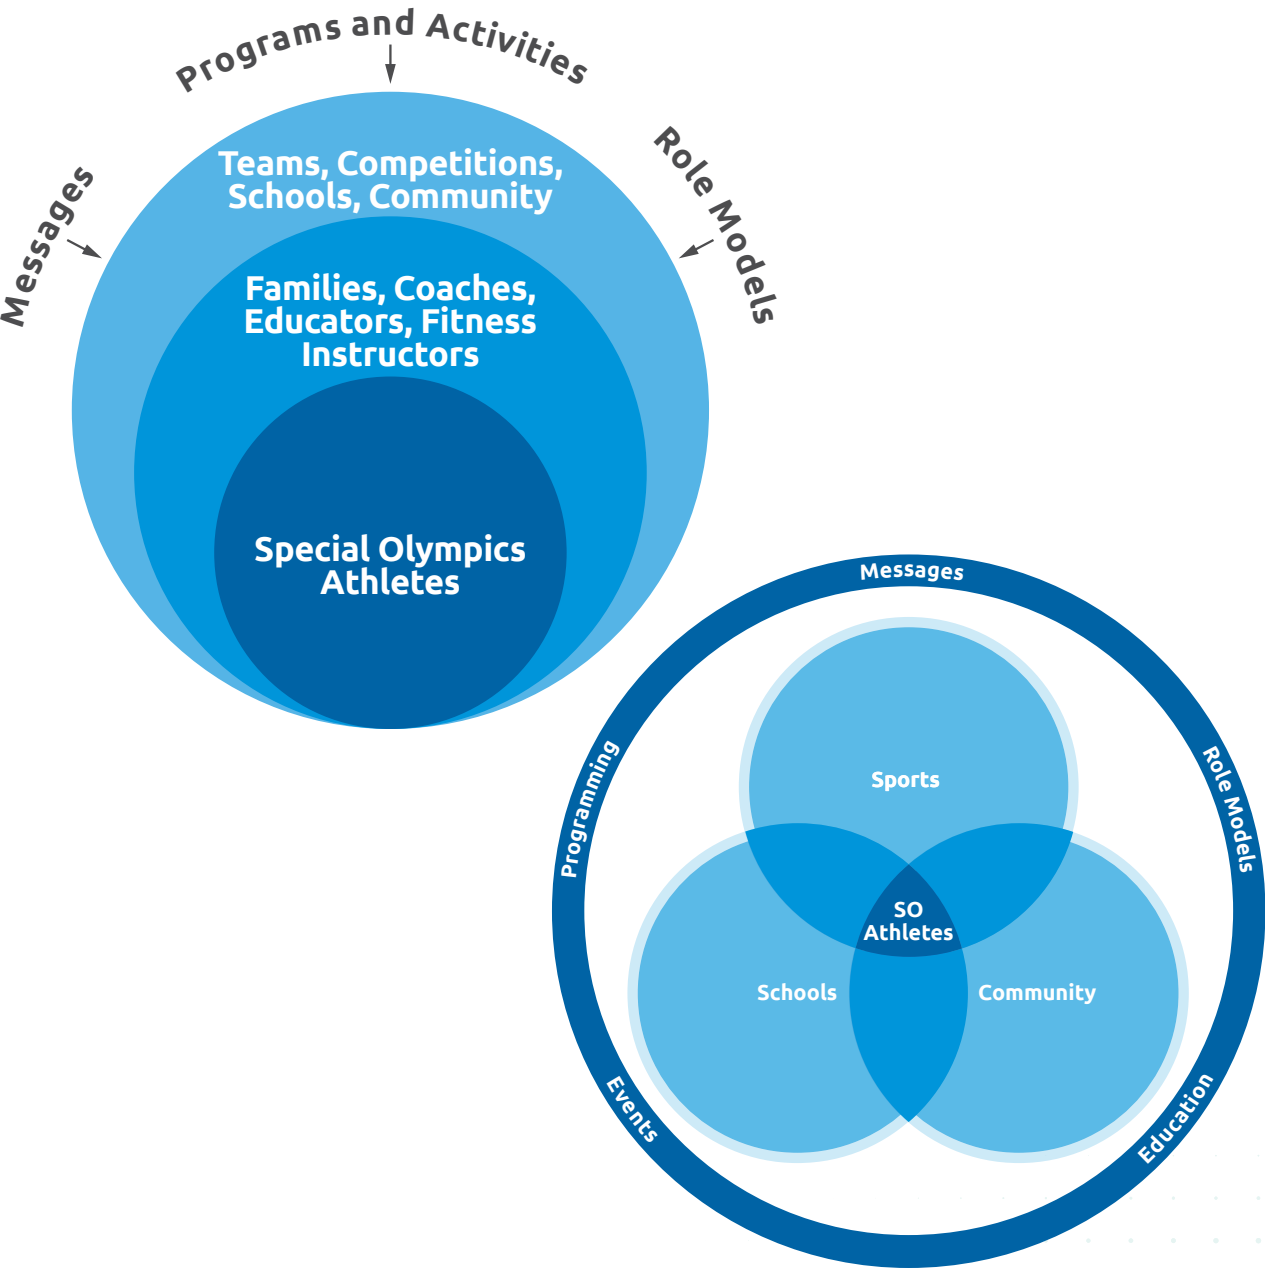 Programs and Activities
Messages
Role Models
Teams, Competitions,
Schools, Community
Families, Coaches,
Educators, Fitness
Instructors
Special Olympics
Athletes
Messages
Programming
Role Models
Sports
SO
Athletes
Schools
Community
Events
Education